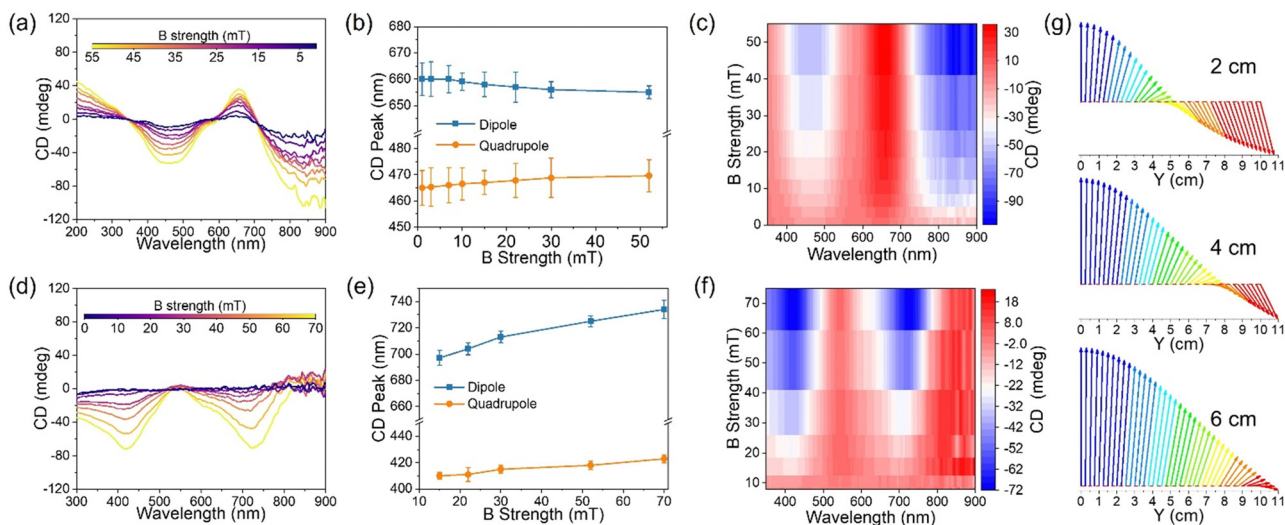 (a)
B strength (mT)
55 45 35 25 15 5
120
80
40
0
-40
-80
-120
CD (mdeg)
200 300 400 500 600 700 800 900
Wavelength (nm)
(b)
680
660
650
480
470
460
450
CD Peak (nm)
Dipole
Quadrupole
0 10 20 30 40 50
B Strength (mT)
(c)
50
40
30
20
10
0
B Strength (mT)
400 500 600 700 800 900
Wavelength (nm)
30
10
-10
-30
-50
-70
-90
CD (mdeg)
(g)
2 cm
0 1 2 3 4 5 6 7 8 9 10 11
Y (cm)
4 cm
0 1 2 3 4 5 6 7 8 9 10 11
Y (cm)
6 cm
0 1 2 3 4 5 6 7 8 9 10 11
Y (cm)
(d)
B strength (mT)
0 10 20 30 40 50 60 70
120
80
40
0
-40
-80
-120
CD (mdeg)
300 400 500 600 700 800 900
Wavelength (nm)
(e)
740
730
720
710
700
690
420
410
400
CD Peak (nm)
Dipole
Quadrupole
10 20 30 40 50 60 70
B Strength (mT)
(f)
70
60
50
40
30
20
10
B Strength (mT)
400 500 600 700 800 900
Wavelength (nm)
18
8.0
-2.0
-12
-22
-32
-42
-52
-62
-72
CD (mdeg)